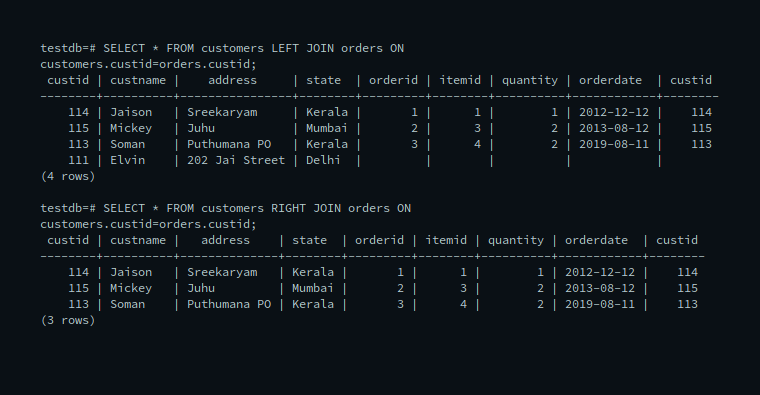 testdb=# SELECT * FROM customers LEFT JOIN orders ON
customers.custid=orders.custid;
 custid | custname |    address     | state  | orderid | itemid | quantity | orderdate  | custid
--------+----------+----------------+--------+---------+--------+----------+------------+--------
    114 | Jaison   | Sreekaryam     | Kerala |       1 |      1 |        1 | 2012-12-12 |    114
    115 | Mickey   | Juhu           | Mumbai |       2 |      3 |        2 | 2013-08-12 |    115
    113 | Soman    | Puthumana PO   | Kerala |       3 |      4 |        2 | 2019-08-11 |    113
    111 | Elvin    | 202 Jai Street | Delhi  |         |        |          |            |
(4 rows)
testdb=# SELECT * FROM customers RIGHT JOIN orders ON
customers.custid=orders.custid;
 custid | custname |   address    | state  | orderid | itemid | quantity | orderdate  | custid
--------+----------+--------------+--------+---------+--------+----------+------------+--------
    114 | Jaison   | Sreekaryam   | Kerala |       1 |      1 |        1 | 2012-12-12 |    114
    115 | Mickey   | Juhu         | Mumbai |       2 |      3 |        2 | 2013-08-12 |    115
    113 | Soman    | Puthumana PO | Kerala |       3 |      4 |        2 | 2019-08-11 |    113
(3 rows)